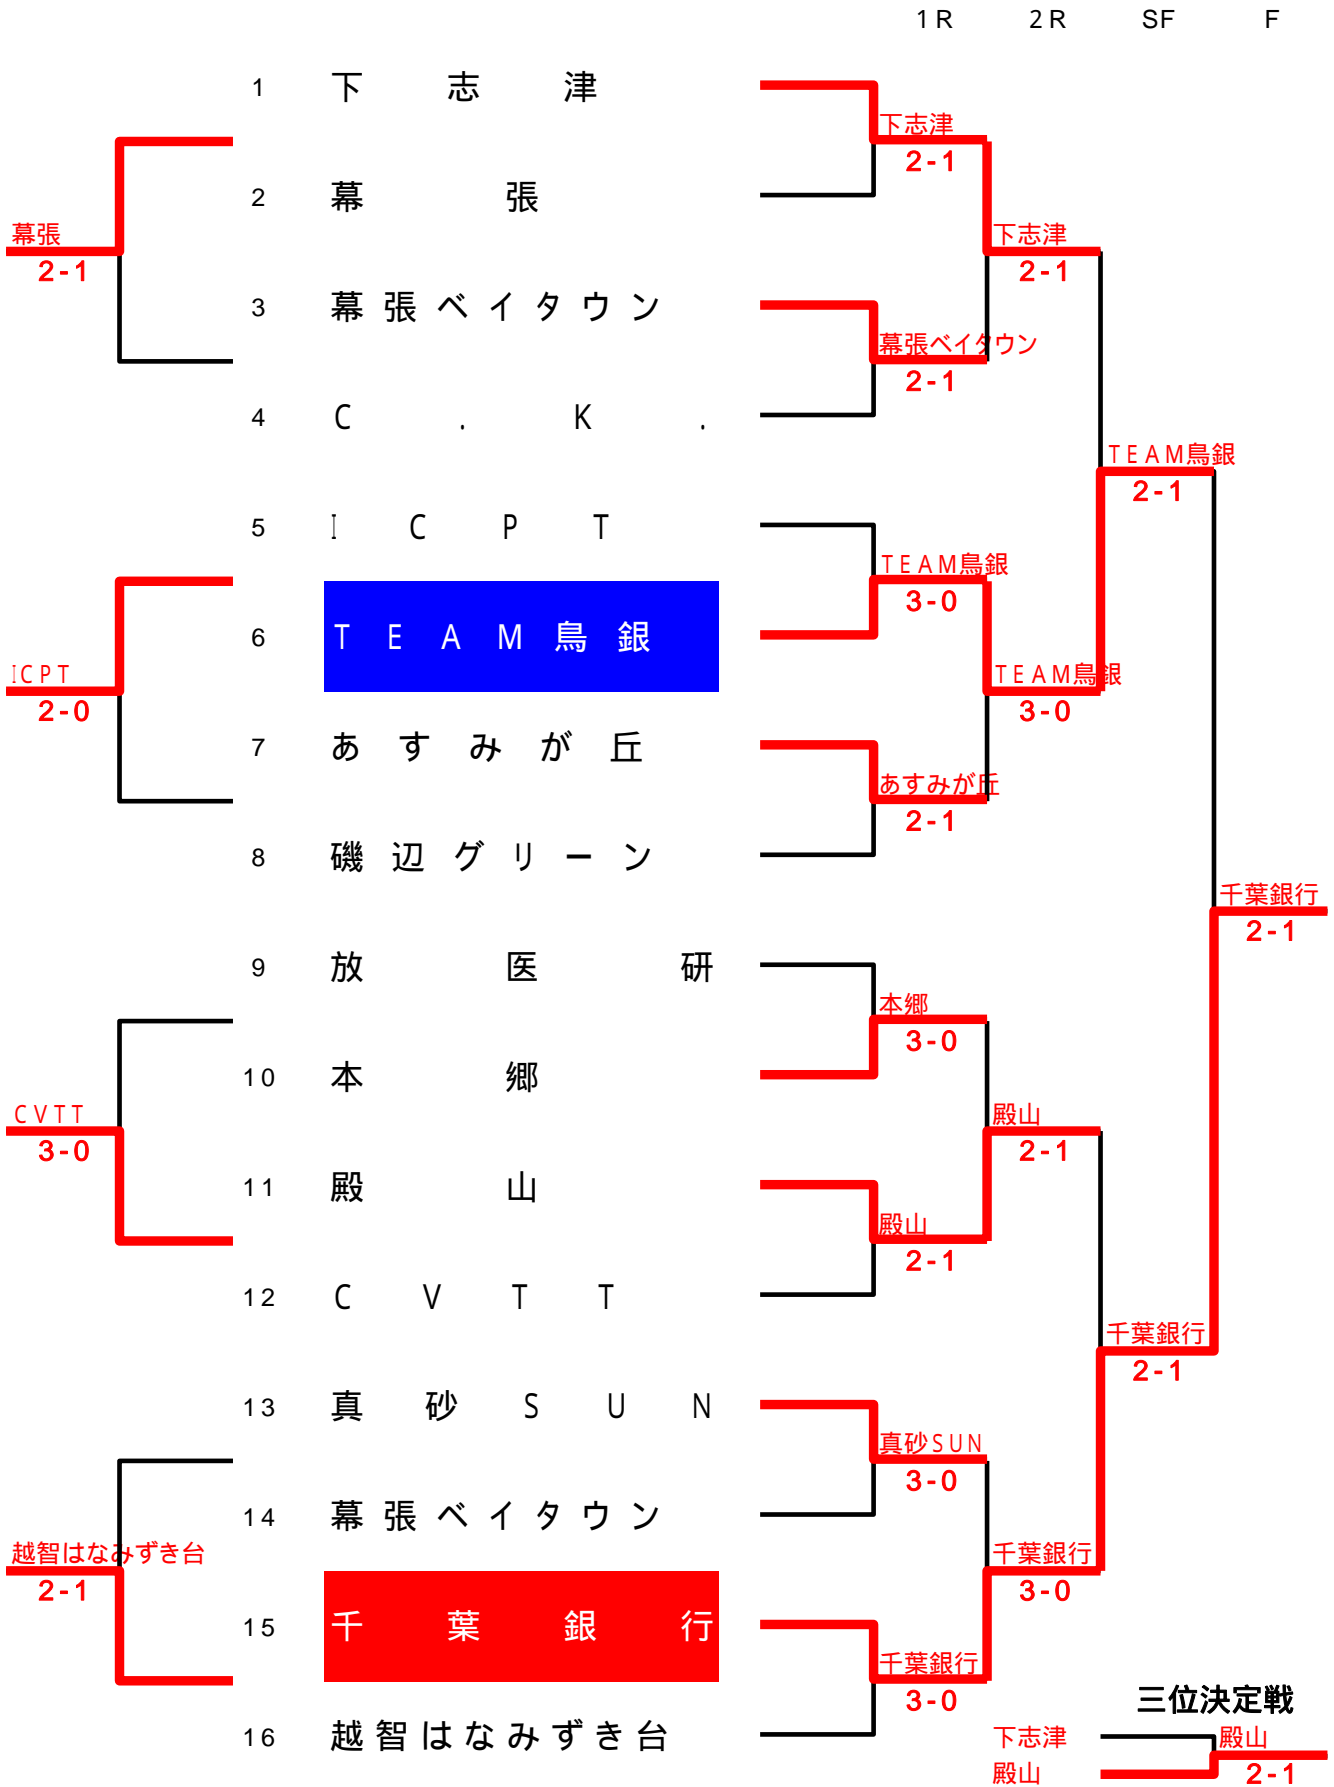 1R 2R SF F
1 下志津
下志津
2-1
2 幕張
幕張
2-1
下志津
2-1
3 幕張ベイタウン
幕張ベイタウン
2-1
4 C.K.
TEAM鳥銀
2-1
5 ICPT
TEAM鳥銀
3-0
6 TEAM鳥銀
ICPT
2-0
TEAM鳥銀
3-0
7 あすみが丘
あすみが丘
2-1
8 磯辺グリーン
千葉銀行
2-1
9 放医研
本郷
3-0
10 本郷
CVTT
3-0
殿山
2-1
11 殿山
殿山
2-1
12 CVTT
千葉銀行
2-1
13 真砂SUN
真砂SUN
3-0
14 幕張ベイタウン
越智はなみずき台
2-1
千葉銀行
3-0
15 千葉銀行
千葉銀行
3-0
三位決定戦
16 越智はなみずき台
下志津 殿山
殿山 2-1